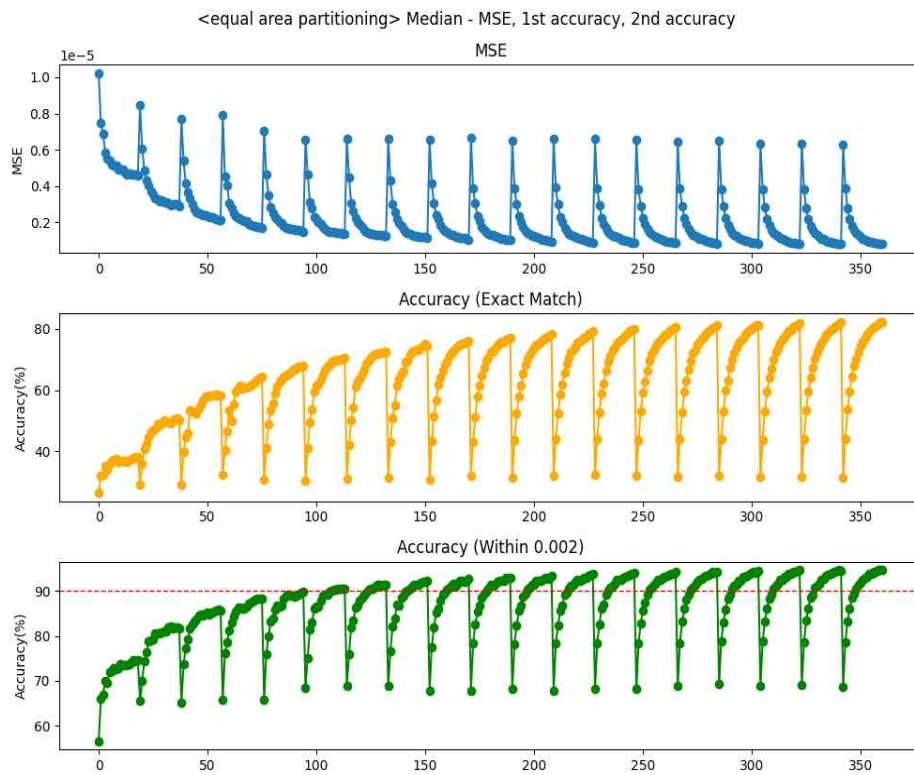 <equal area partitioning> Median - MSE, 1st accuracy, 2nd accuracy
MSE
1e-5
1.0
0.8
0.6
0.4
0.2
MSE
0 50 100 150 200 250 300 350
Accuracy (Exact Match)
80
60
40
Accuracy(%)
0 50 100 150 200 250 300 350
Accuracy (Within 0.002)
90
80
70
60
Accuracy(%)
0 50 100 150 200 250 300 350